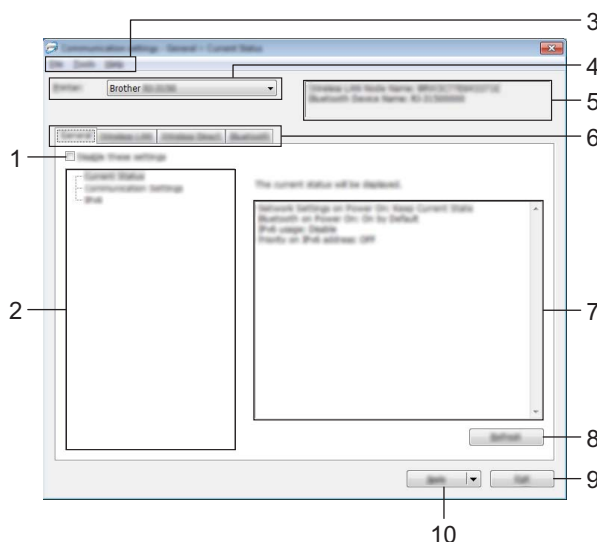 3
Communication settings - General - Current Status
File Tools Help
4
Printer:
Brother RJ-3150
Wireless LAN Node Name:
Bluetooth Device Name:
5
General Wireless LAN Wireless Direct Bluetooth
6
1
Disable these settings
Current Status
Communication Settings
IPv6
The current status will be displayed.
Network Settings on Power On: Keep Current State
Bluetooth on Power On: On by Default
IPv6 usage: Disable
Priority on IPv6 address: OFF
2
7
Refresh
8
Apply
Exit
9
10